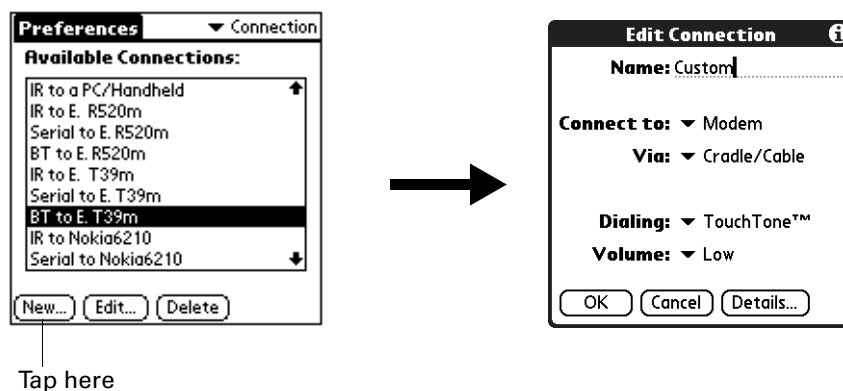 Preferences
Connection
Available Connections:
IR to a PC/Handheld
IR to E. R520m
Serial to E. R520m
BT to E. R520m
IR to E. T39m
Serial to E. T39m
BT to E. T39m
IR to Nokia6210
Serial to Nokia6210
New... Edit... Delete
Tap here
Edit Connection i
Name: Custom
Connect to: Modem
Via: Cradle/Cable
Dialing: TouchTone™
Volume: Low
OK Cancel Details...